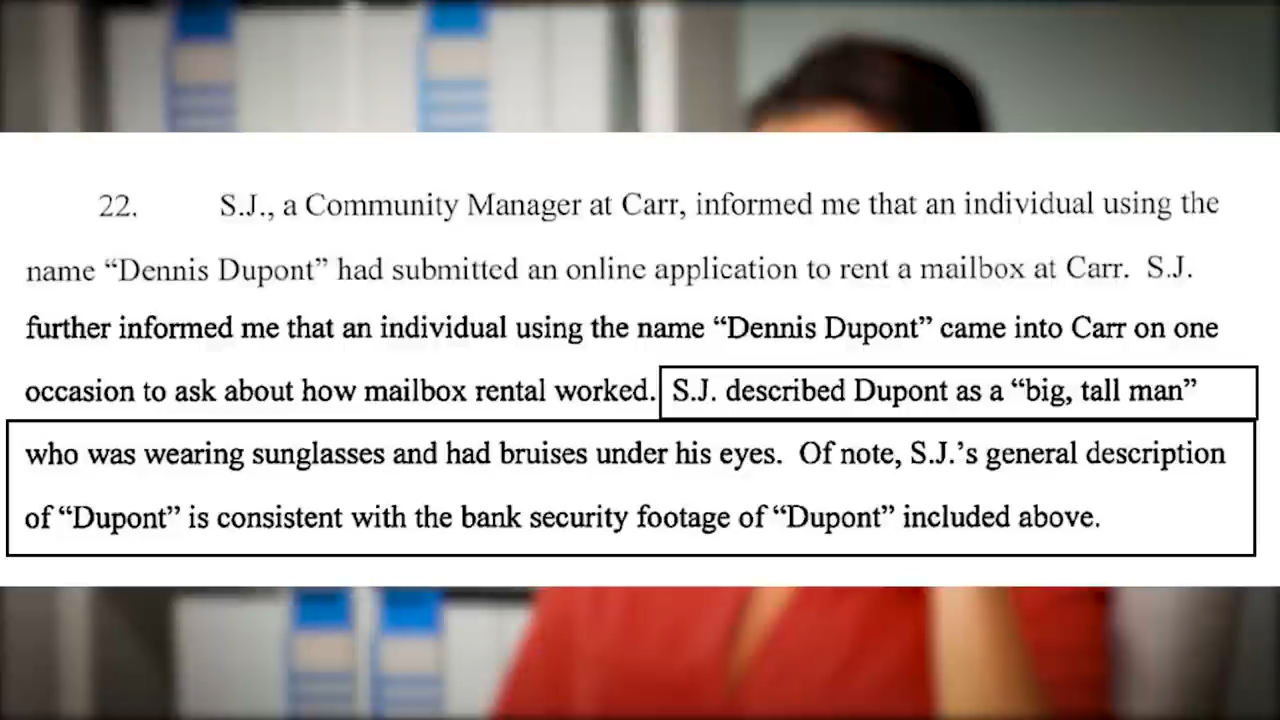 22. S.J., a Community Manager at Carr, informed me that an individual using the
name “Dennis Dupont” had submitted an online application to rent a mailbox at Carr. S.J.
further informed me that an individual using the name “Dennis Dupont” came into Carr on one
occasion to ask about how mailbox rental worked. S.J. described Dupont as a “big, tall man”
who was wearing sunglasses and had bruises under his eyes. Of note, S.J.’s general description
of “Dupont” is consistent with the bank security footage of “Dupont” included above.